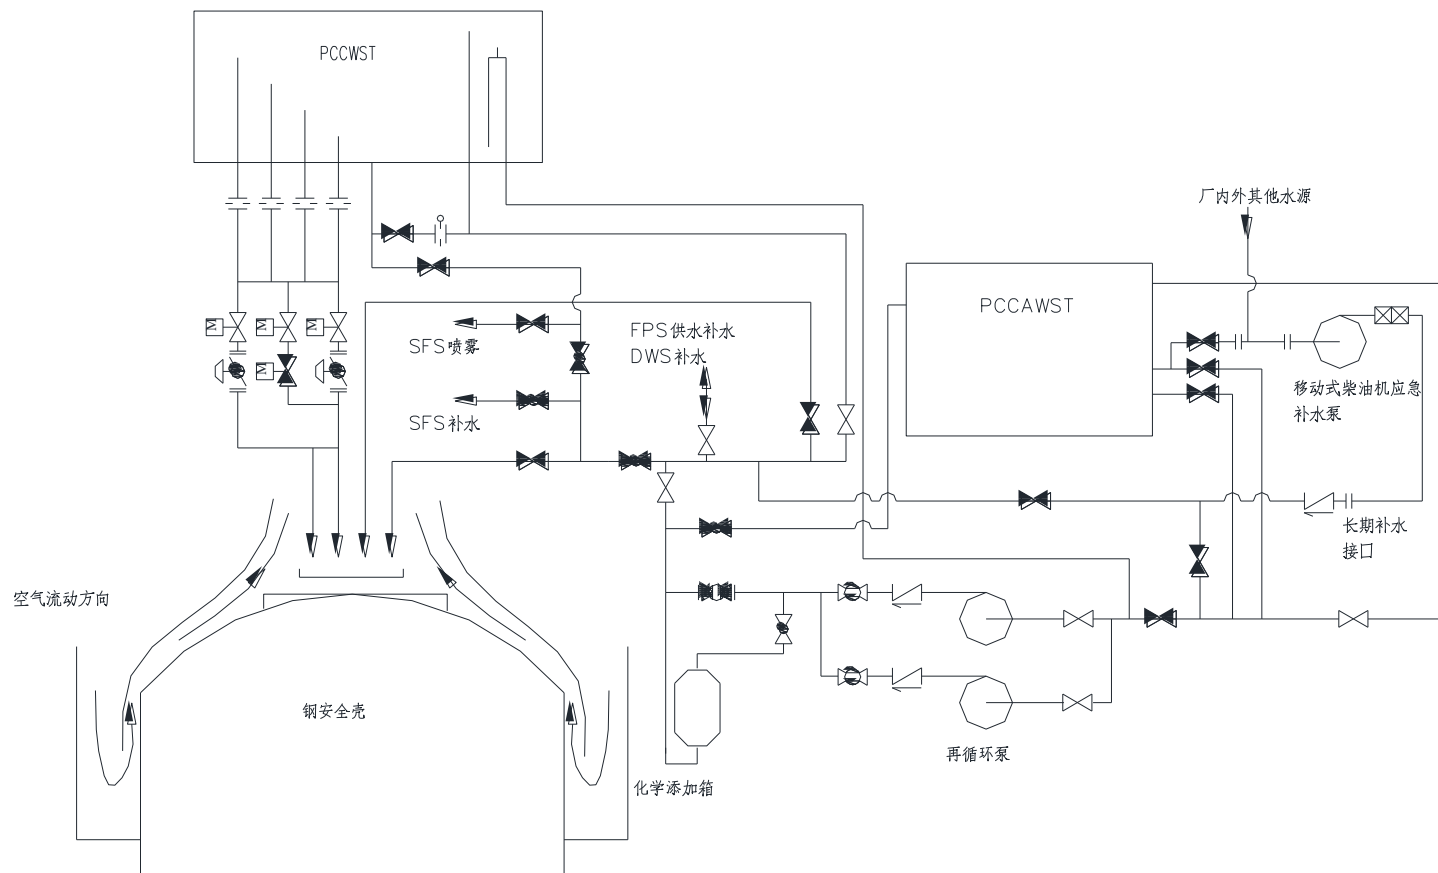 PCCWST
厂内外其他水源
PCCAWST
M
M
M
FPS供水补水
SFS喷雾
DWS补水
M
移动式柴油机应急
补水泵
SFS补水
长期补水
接口
空气流动方向
钢安全壳
再循环泵
化学添加箱